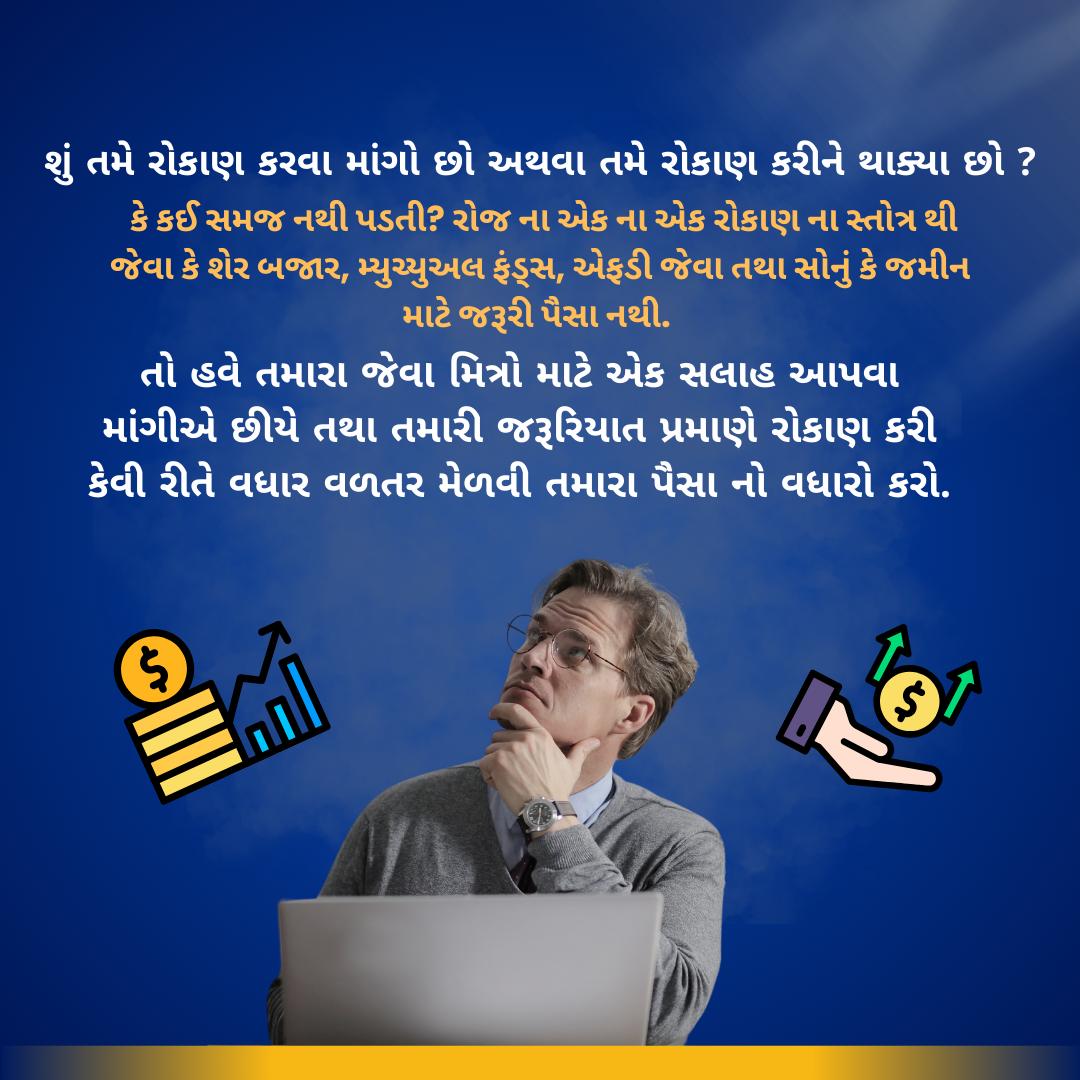 શું તમે રોકાણ કરવા માંગો છો અથવા તમે રોકાણ કરીને થાક્યા છો ?
કે કઈ સમજ નથી પડતી? રોજ ના એક ના એક રોકાણ ના સ્તોત્ર થી
જેવા કે શેર બજાર, મ્યુચ્યુઅલ ફંડ્સ, એફડી જેવા તથા સોનું કે જમીન
માટે જરૂરી પૈસા નથી.
તો હવે તમારા જેવા મિત્રો માટે એક સલાહ આપવા
માંગીએ છીયે તથા તમારી જરૂરિયાત પ્રમાણે રોકાણ કરી
કેવી રીતે વધાર વળતર મેળવી તમારા પૈસા નો વધારો કરો.